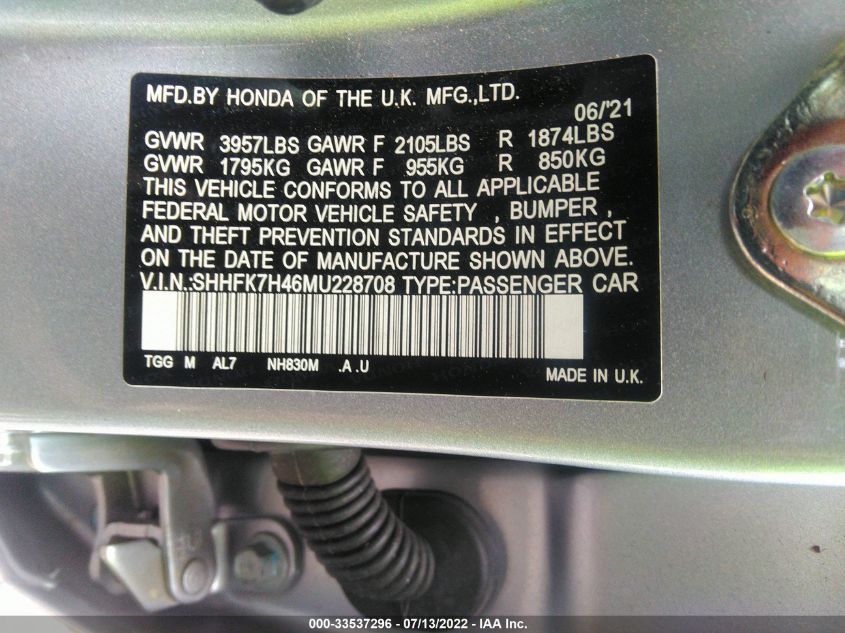 MFD.BY HONDA OF THE U.K. MFG.,LTD.
06/'21
GVWR 3957LBS GAWR F 2105LBS R 1874LBS
GVWR 1795KG GAWR F 955KG R 850KG
THIS VEHICLE CONFORMS TO ALL APPLICABLE
FEDERAL MOTOR VEHICLE SAFETY , BUMPER ,
AND THEFT PREVENTION STANDARDS IN EFFECT
ON THE DATE OF MANUFACTURE SHOWN ABOVE.
V.I.N.:SHHFK7H46MU228708 TYPE:PASSENGER CAR
TGG M AL7 NH830M .A .U
MADE IN U.K.
000-33537296 - 07/13/2022 - IAA Inc.